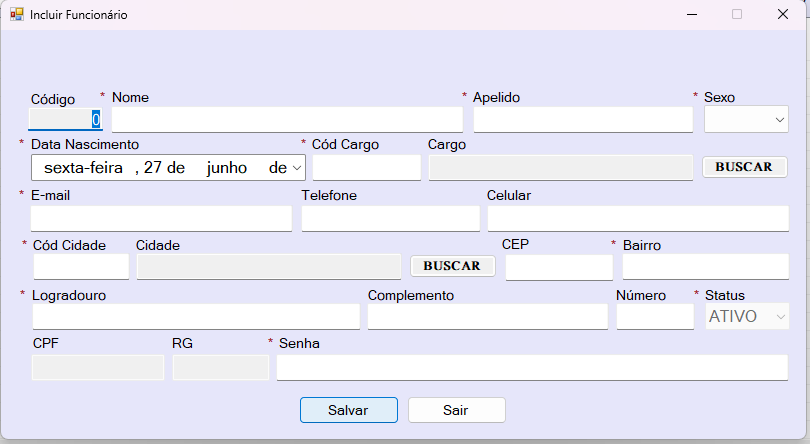 Incluir Funcionário
Código * Nome * Apelido * Sexo
0
* Data Nascimento * Cód Cargo Cargo
sexta-feira , 27 de junho de BUSCAR
* E-mail Telefone Celular
* Cód Cidade Cidade CEP * Bairro
BUSCAR
* Logradouro Complemento Número * Status
ATIVO
CPF RG * Senha
Salvar Sair